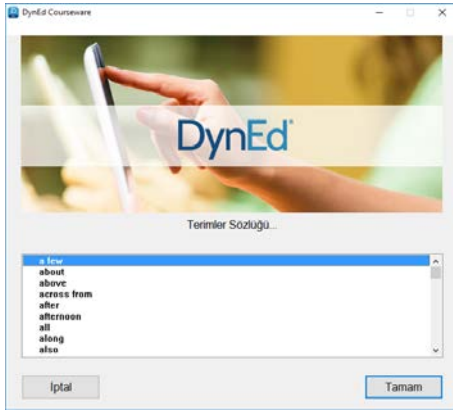 DynEd Courseware
DynEd
Terimler Sözlüğü...
a few
about
above
across from
after
afternoon
all
along
also
İptal
Tamam